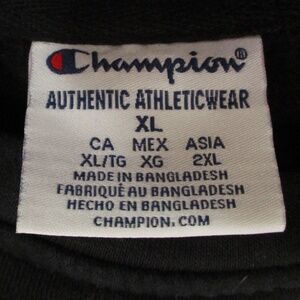 Champion®
AUTHENTIC ATHLETICWEAR
XL
CA MEX ASIA
XL/TG XG 2XL
MADE IN BANGLADESH
FABRIQUÉ AU BANGLADESH
HECHO EN BANGLADESH
CHAMPION.COM